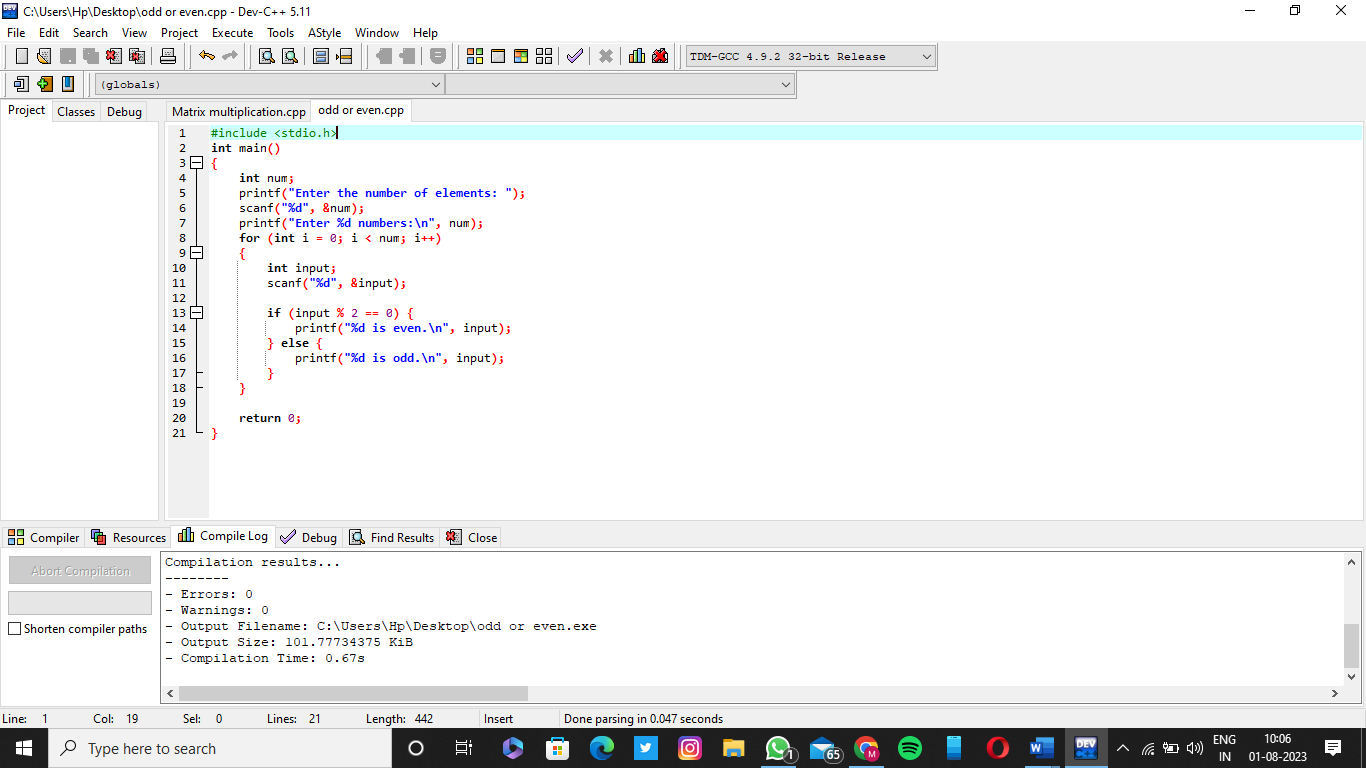 C:\Users\Hp\Desktop\odd or even.cpp - Dev-C++ 5.11
File Edit Search View Project Execute Tools AStyle Window Help
TDM-GCC 4.9.2 32-bit Release
(globals)
Project Classes Debug
Matrix multiplication.cpp odd or even.cpp
1 #include <stdio.h>
2 int main()
3 {
4 int num;
5 printf("Enter the number of elements: ");
6 scanf("%d", &num);
7 printf("Enter %d numbers:\n", num);
8 for (int i = 0; i < num; i++)
9 {
10 int input;
11 scanf("%d", &input);
12
13 if (input % 2 == 0) {
14 printf("%d is even.\n", input);
15 } else {
16 printf("%d is odd.\n", input);
17 }
18 }
19
20 return 0;
21 }
Compiler Resources Compile Log Debug Find Results Close
Abort Compilation
Shorten compiler paths
Compilation results...
--------
- Errors: 0
- Warnings: 0
- Output Filename: C:\Users\Hp\Desktop\odd or even.exe
- Output Size: 101.77734375 KiB
- Compilation Time: 0.67s
Line: 1 Col: 19 Sel: 0 Lines: 21 Length: 442 Insert Done parsing in 0.047 seconds
Type here to search
1
65
M
W
DEV
ENG
IN
10:06
01-08-2023